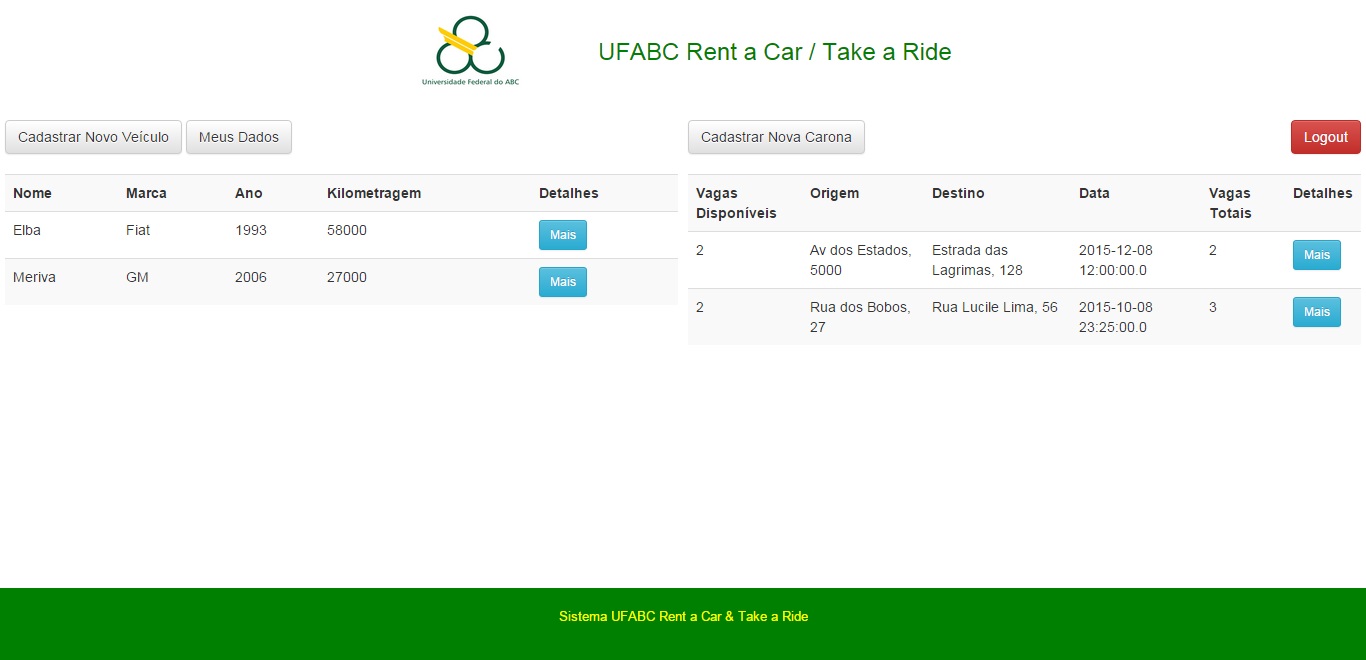 Universidade Federal do ABC
UFABC Rent a Car / Take a Ride
Cadastrar Novo Veículo Meus Dados
Nome Marca Ano Kilometragem Detalhes
Elba Fiat 1993 58000 Mais
Meriva GM 2006 27000 Mais
Cadastrar Nova Carona Logout
Vagas Origem Destino Data Vagas Detalhes
Disponíveis Totais
2 Av dos Estados, Estrada das 2015-12-08 2 Mais
5000 Lagrimas, 128 12:00:00.0
2 Rua dos Bobos, Rua Lucile Lima, 56 2015-10-08 3 Mais
27 23:25:00.0
Sistema UFABC Rent a Car & Take a Ride